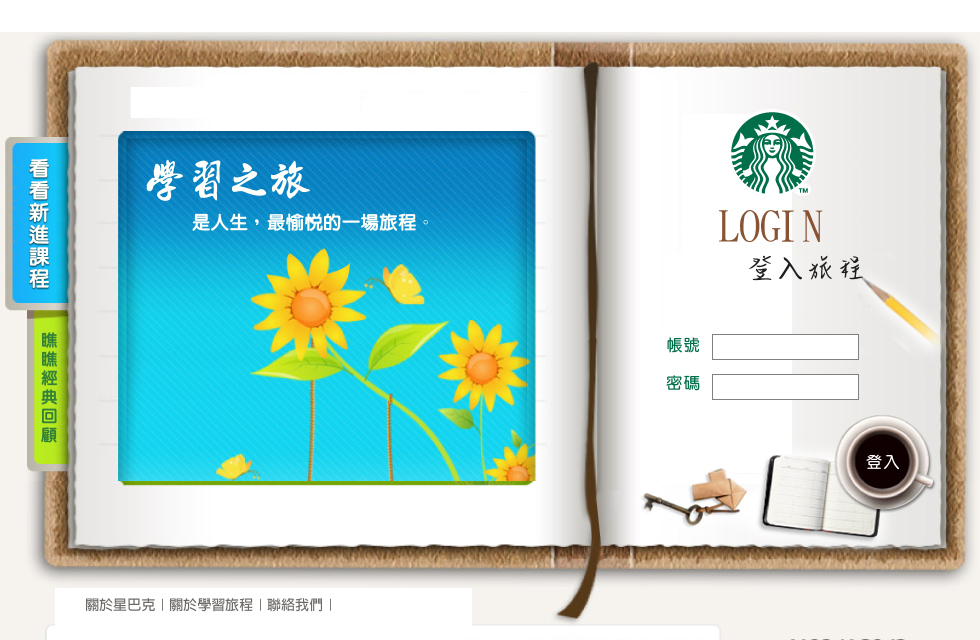 學習之旅
是人生，最愉悅的一場旅程。
看看新進課程
瞧瞧經典回顧
TM
LOGIN
登入旅程
帳號
密碼
登入
關於星巴克 | 關於學習旅程 | 聯絡我們 |